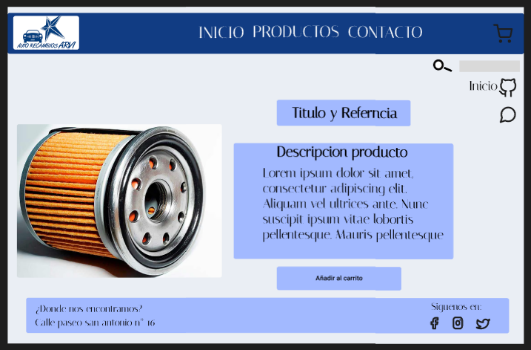 AUTO RECAMBIOS ARVI
INICIO PRODUCTOS CONTACTO
Inicio
Titulo y Referncia
Descripcion producto
Lorem ipsum dolor sit amet,
consectetur adipiscing elit.
Aliquam vel ultrices ante. Nunc
suscipit ipsum vitae lobortis
pellentesque. Mauris pellentesque
Añadir al carrito
¿Donde nos encontramos?
Calle paseo san antonio nº 16
Siguenos en: